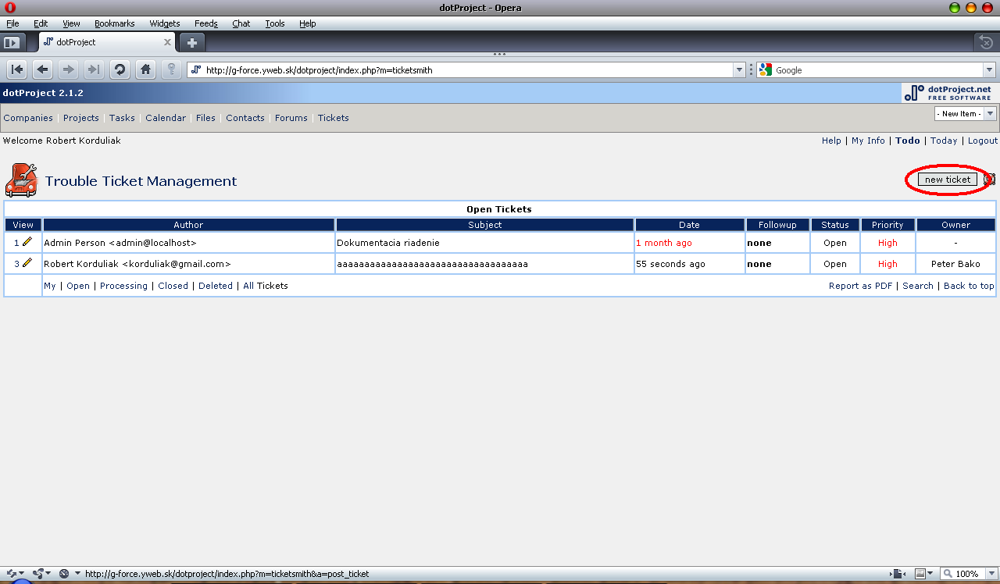 dotProject - Opera
File Edit View Bookmarks Widgets Feeds Chat Tools Help
dotProject
http://g-force.yweb.sk/dotproject/index.php?m=ticketsmith Google
dotProject 2.1.2
dotProject.net
FREE SOFTWARE
Companies | Projects | Tasks | Calendar | Files | Contacts | Forums | Tickets
- New Item -
Welcome Robert Korduliak
Help | My Info | Todo | Today | Logout
Trouble Ticket Management
new ticket
Open Tickets
View Author Subject Date Followup Status Priority Owner
1 Admin Person <admin@localhost> Dokumentacia riadenie 1 month ago none Open High -
3 Robert Korduliak <korduliak@gmail.com> aaaaaaaaaaaaaaaaaaaaaaaaaaaaaaaaaaa 55 seconds ago none Open High Peter Bako
My | Open | Processing | Closed | Deleted | All Tickets
Report as PDF | Search | Back to top
http://g-force.yweb.sk/dotproject/index.php?m=ticketsmith&a=post_ticket
100%